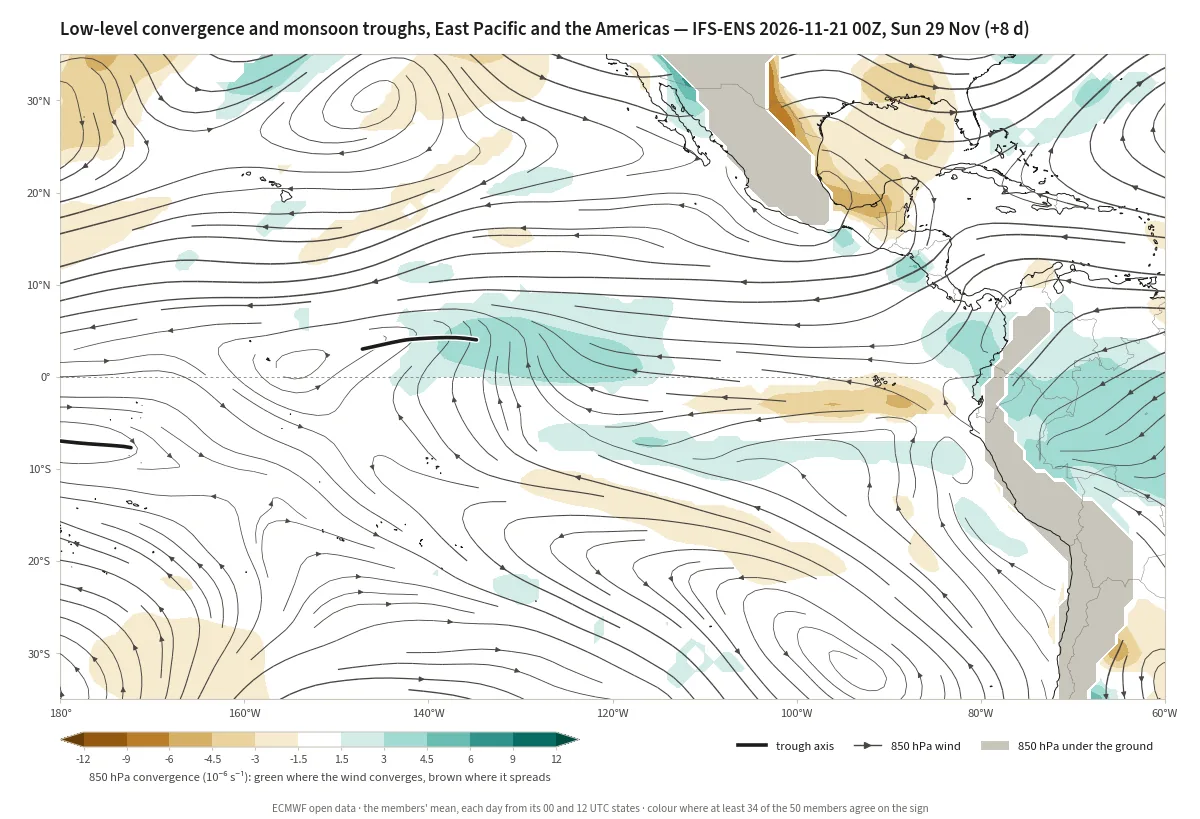 Low-level convergence and monsoon troughs, East Pacific and the Americas — IFS-ENS 2026-11-21 00Z, Sun 29 Nov (+8 d)
30°N
20°N
10°N
0°
10°S
20°S
30°S
180° 160°W 140°W 120°W 100°W 80°W 60°W
-12 -9 -6 -4.5 -3 -1.5 1.5 3 4.5 6 9 12
850 hPa convergence (10⁻⁶ s⁻¹): green where the wind converges, brown where it spreads
trough axis 850 hPa wind 850 hPa under the ground
ECMWF open data · the members' mean, each day from its 00 and 12 UTC states · colour where at least 34 of the 50 members agree on the sign